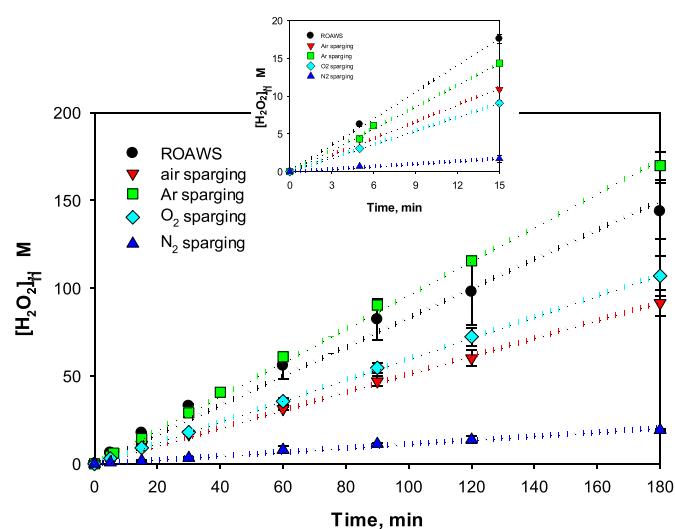 20
15
10
5
0
[H2O2], M
ROAWS
Air sparging
Ar sparging
O2 sparging
N2 sparging
0 3 6 9 12 15
Time, min
200
150
100
50
0
[H2O2], M
ROAWS
air sparging
Ar sparging
O2 sparging
N2 sparging
0 20 40 60 80 100 120 140 160 180
Time, min